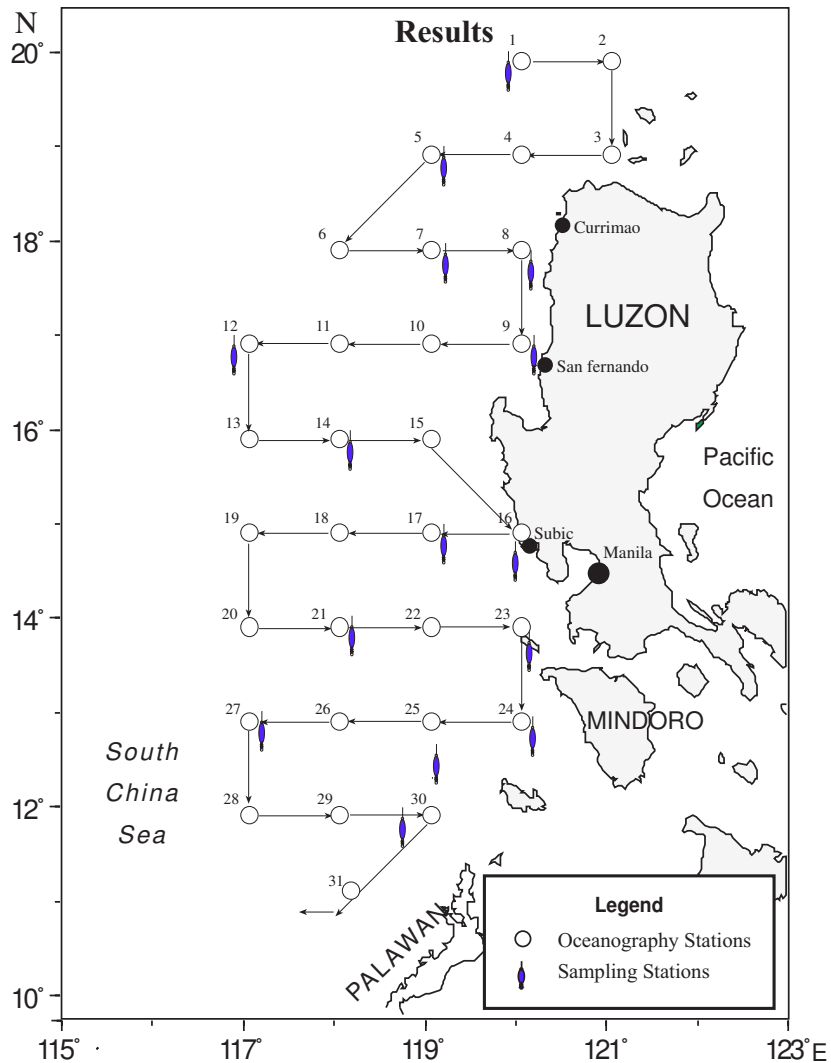 N
Results
20°
1
2
5
4
3
18°
6
7
8
Currimao
LUZON
12
11
10
9
San fernando
16°
13
14
15
Pacific
Ocean
19
18
17
16
Subic
Manila
14°
20
21
22
23
27
26
25
24
MINDORO
South
China
Sea
12°
28
29
30
31
PALAWAN
Legend
Oceanography Stations
Sampling Stations
10°
115°
117°
119°
121°
123°E